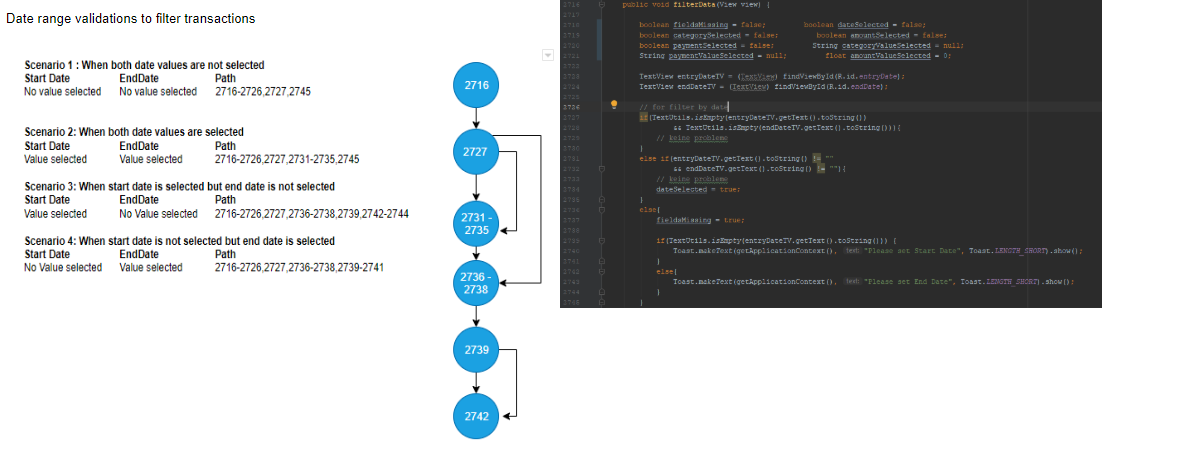 Date range validations to filter transactions
Scenario 1 : When both date values are not selected
Start Date EndDate Path
No value selected No value selected 2716-2726,2727,2745
Scenario 2: When both date values are selected
Start Date EndDate Path
Value selected Value selected 2716-2726,2727,2731-2735,2745
Scenario 3: When start date is selected but end date is not selected
Start Date EndDate Path
Value selected No Value selected 2716-2726,2727,2736-2738,2739,2742-2744
Scenario 4: When start date is not selected but end date is selected
Start Date EndDate Path
No Value selected Value selected 2716-2726,2727,2736-2738,2739-2741
2716
2727
2731 -
2735
2736 -
2738
2739
2742
2716 public void filterData(View view) {
2717
2718 boolean fieldsMissing = false; boolean dateSelected = false;
2719 boolean categorySelected = false; boolean amountSelected = false;
2720 boolean paymentSelected = false; String categoryValueSelected = null;
2721 String paymentValueSelected = null; float amountValueSelected = 0;
2722
2723 TextView entryDateTV = (TextView) findViewById(R.id.entryDate);
2724 TextView endDateTV = (TextView) findViewById(R.id.endDate);
2725
2726 // for filter by date
2727 if(TextUtils.isEmpty(entryDateTV.getText().toString())
2728 && TextUtils.isEmpty(endDateTV.getText().toString())){
2729 // keine probleme
2730 }
2731 else if(entryDateTV.getText().toString() != ""
2732 && endDateTV.getText().toString() != ""){
2733 // keine probleme
2734 dateSelected = true;
2735 }
2736 else{
2737 fieldsMissing = true;
2738
2739 if(TextUtils.isEmpty(entryDateTV.getText().toString())) {
2740 Toast.makeText(getApplicationContext(), text: "Please set Start Date", Toast.LENGTH_SHORT).show();
2741 }
2742 else{
2743 Toast.makeText(getApplicationContext(), text: "Please set End Date", Toast.LENGTH_SHORT).show();
2744 }
2745 }